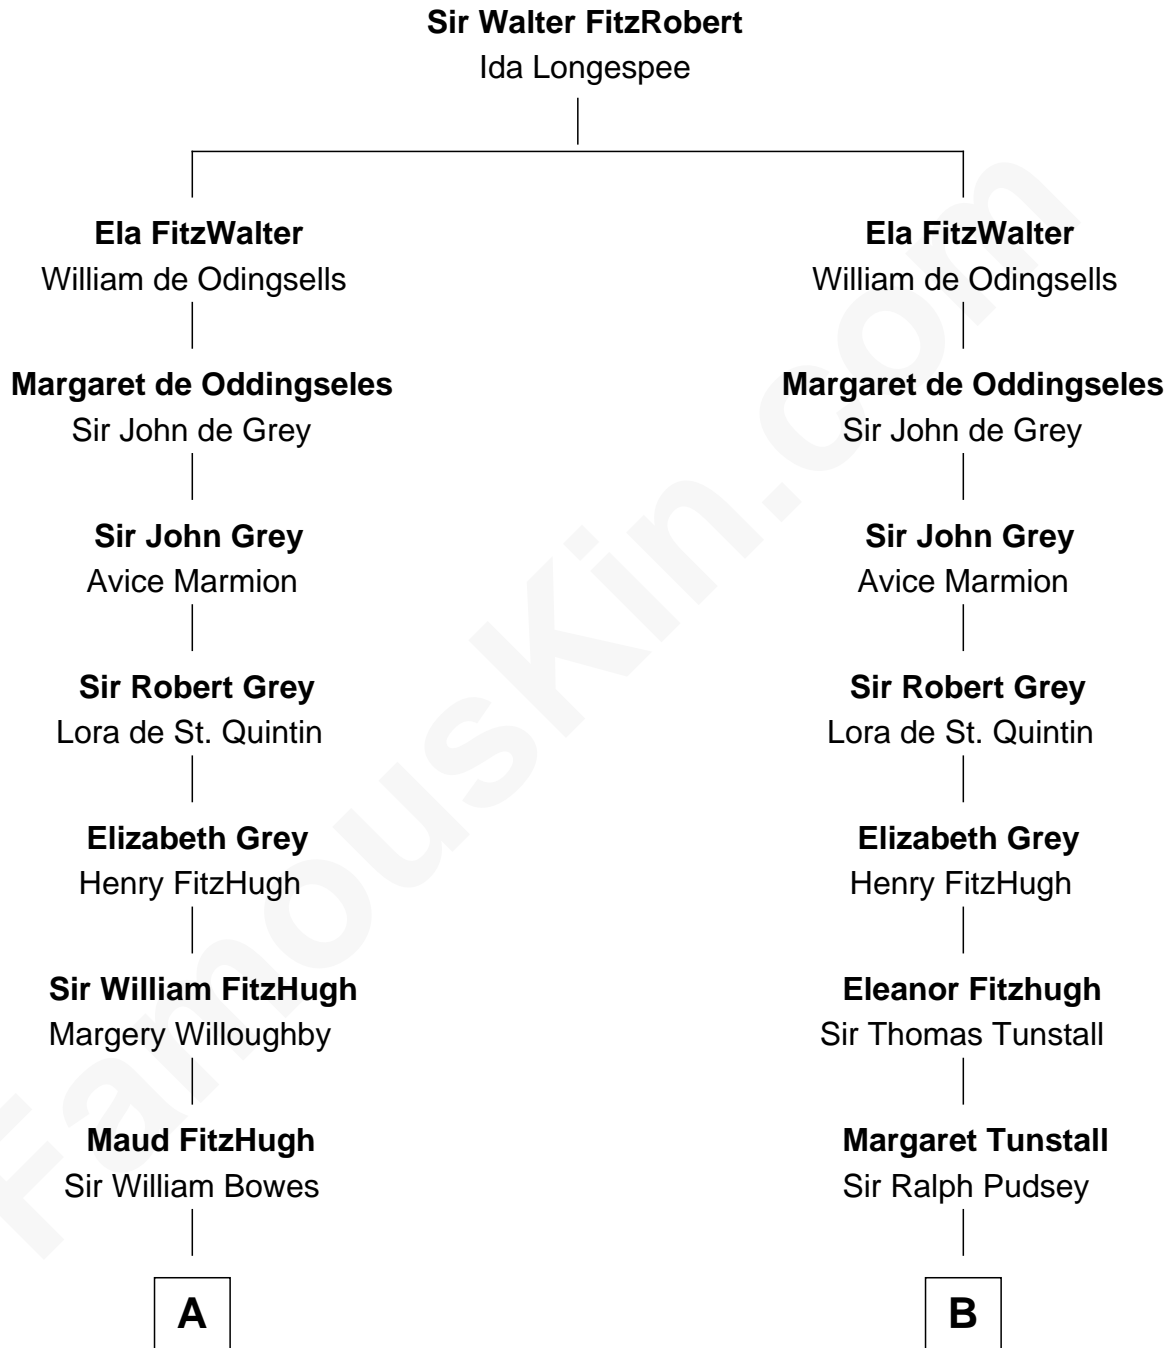 Sir Walter FitzRobert
Ida Longespee
Ela FitzWalter
William de Odingsells
Ela FitzWalter
William de Odingsells
Margaret de Oddingseles
Sir John de Grey
Margaret de Oddingseles
Sir John de Grey
Sir John Grey
Avice Marmion
Sir John Grey
Avice Marmion
Sir Robert Grey
Lora de St. Quintin
Sir Robert Grey
Lora de St. Quintin
Elizabeth Grey
Henry FitzHugh
Elizabeth Grey
Henry FitzHugh
Sir William FitzHugh
Margery Willoughby
Eleanor Fitzhugh
Sir Thomas Tunstall
Maud FitzHugh
Sir William Bowes
Margaret Tunstall
Sir Ralph Pudsey
A
B
FamousKin.com